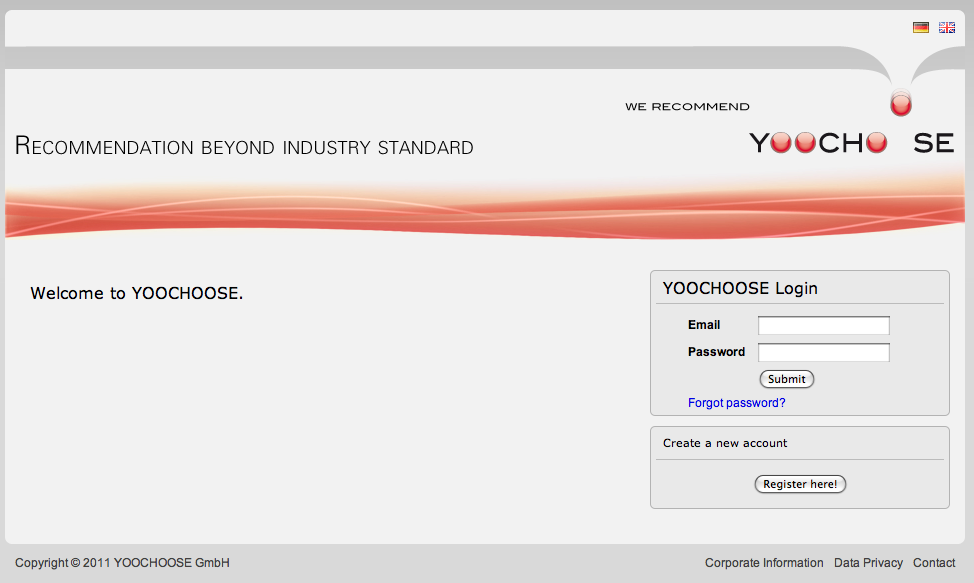 WE RECOMMEND
RECOMMENDATION BEYOND INDUSTRY STANDARD
YOOCHOOSE
Welcome to YOOCHOOSE.
YOOCHOOSE Login
Email
Password
Submit
Forgot password?
Create a new account
Register here!
Copyright © 2011 YOOCHOOSE GmbH
Corporate Information Data Privacy Contact